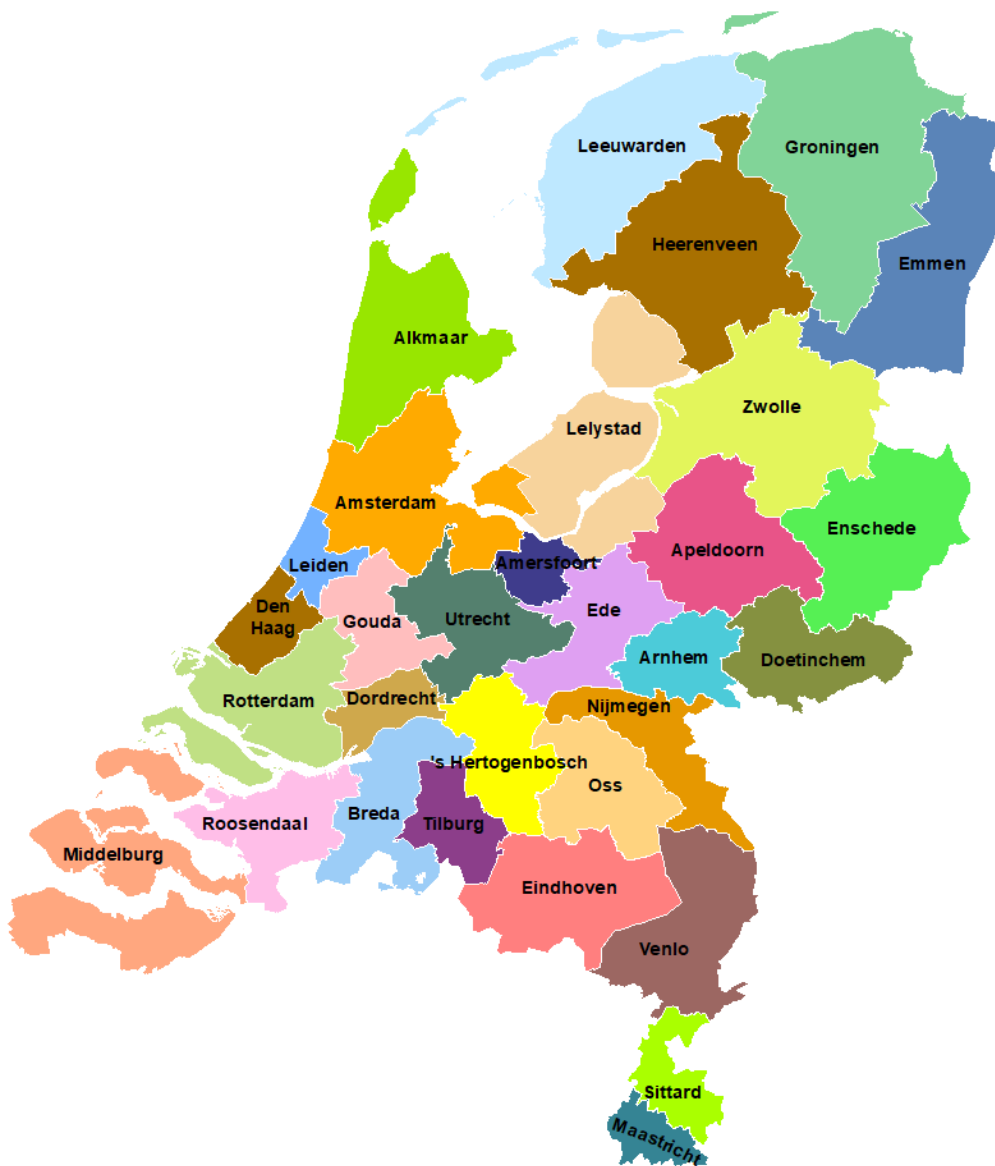 Leeuwarden
Groningen
Heerenveen
Emmen
Alkmaar
Zwolle
Lelystad
Amsterdam
Enschede
Apeldoorn
Leiden
Amersfoort
Den
Haag
Gouda
Utrecht
Ede
Arnhem
Doetinchem
Rotterdam
Dordrecht
Nijmegen
's Hertogenbosch
Oss
Roosendaal
Breda
Tilburg
Middelburg
Eindhoven
Venlo
Sittard
Maastricht